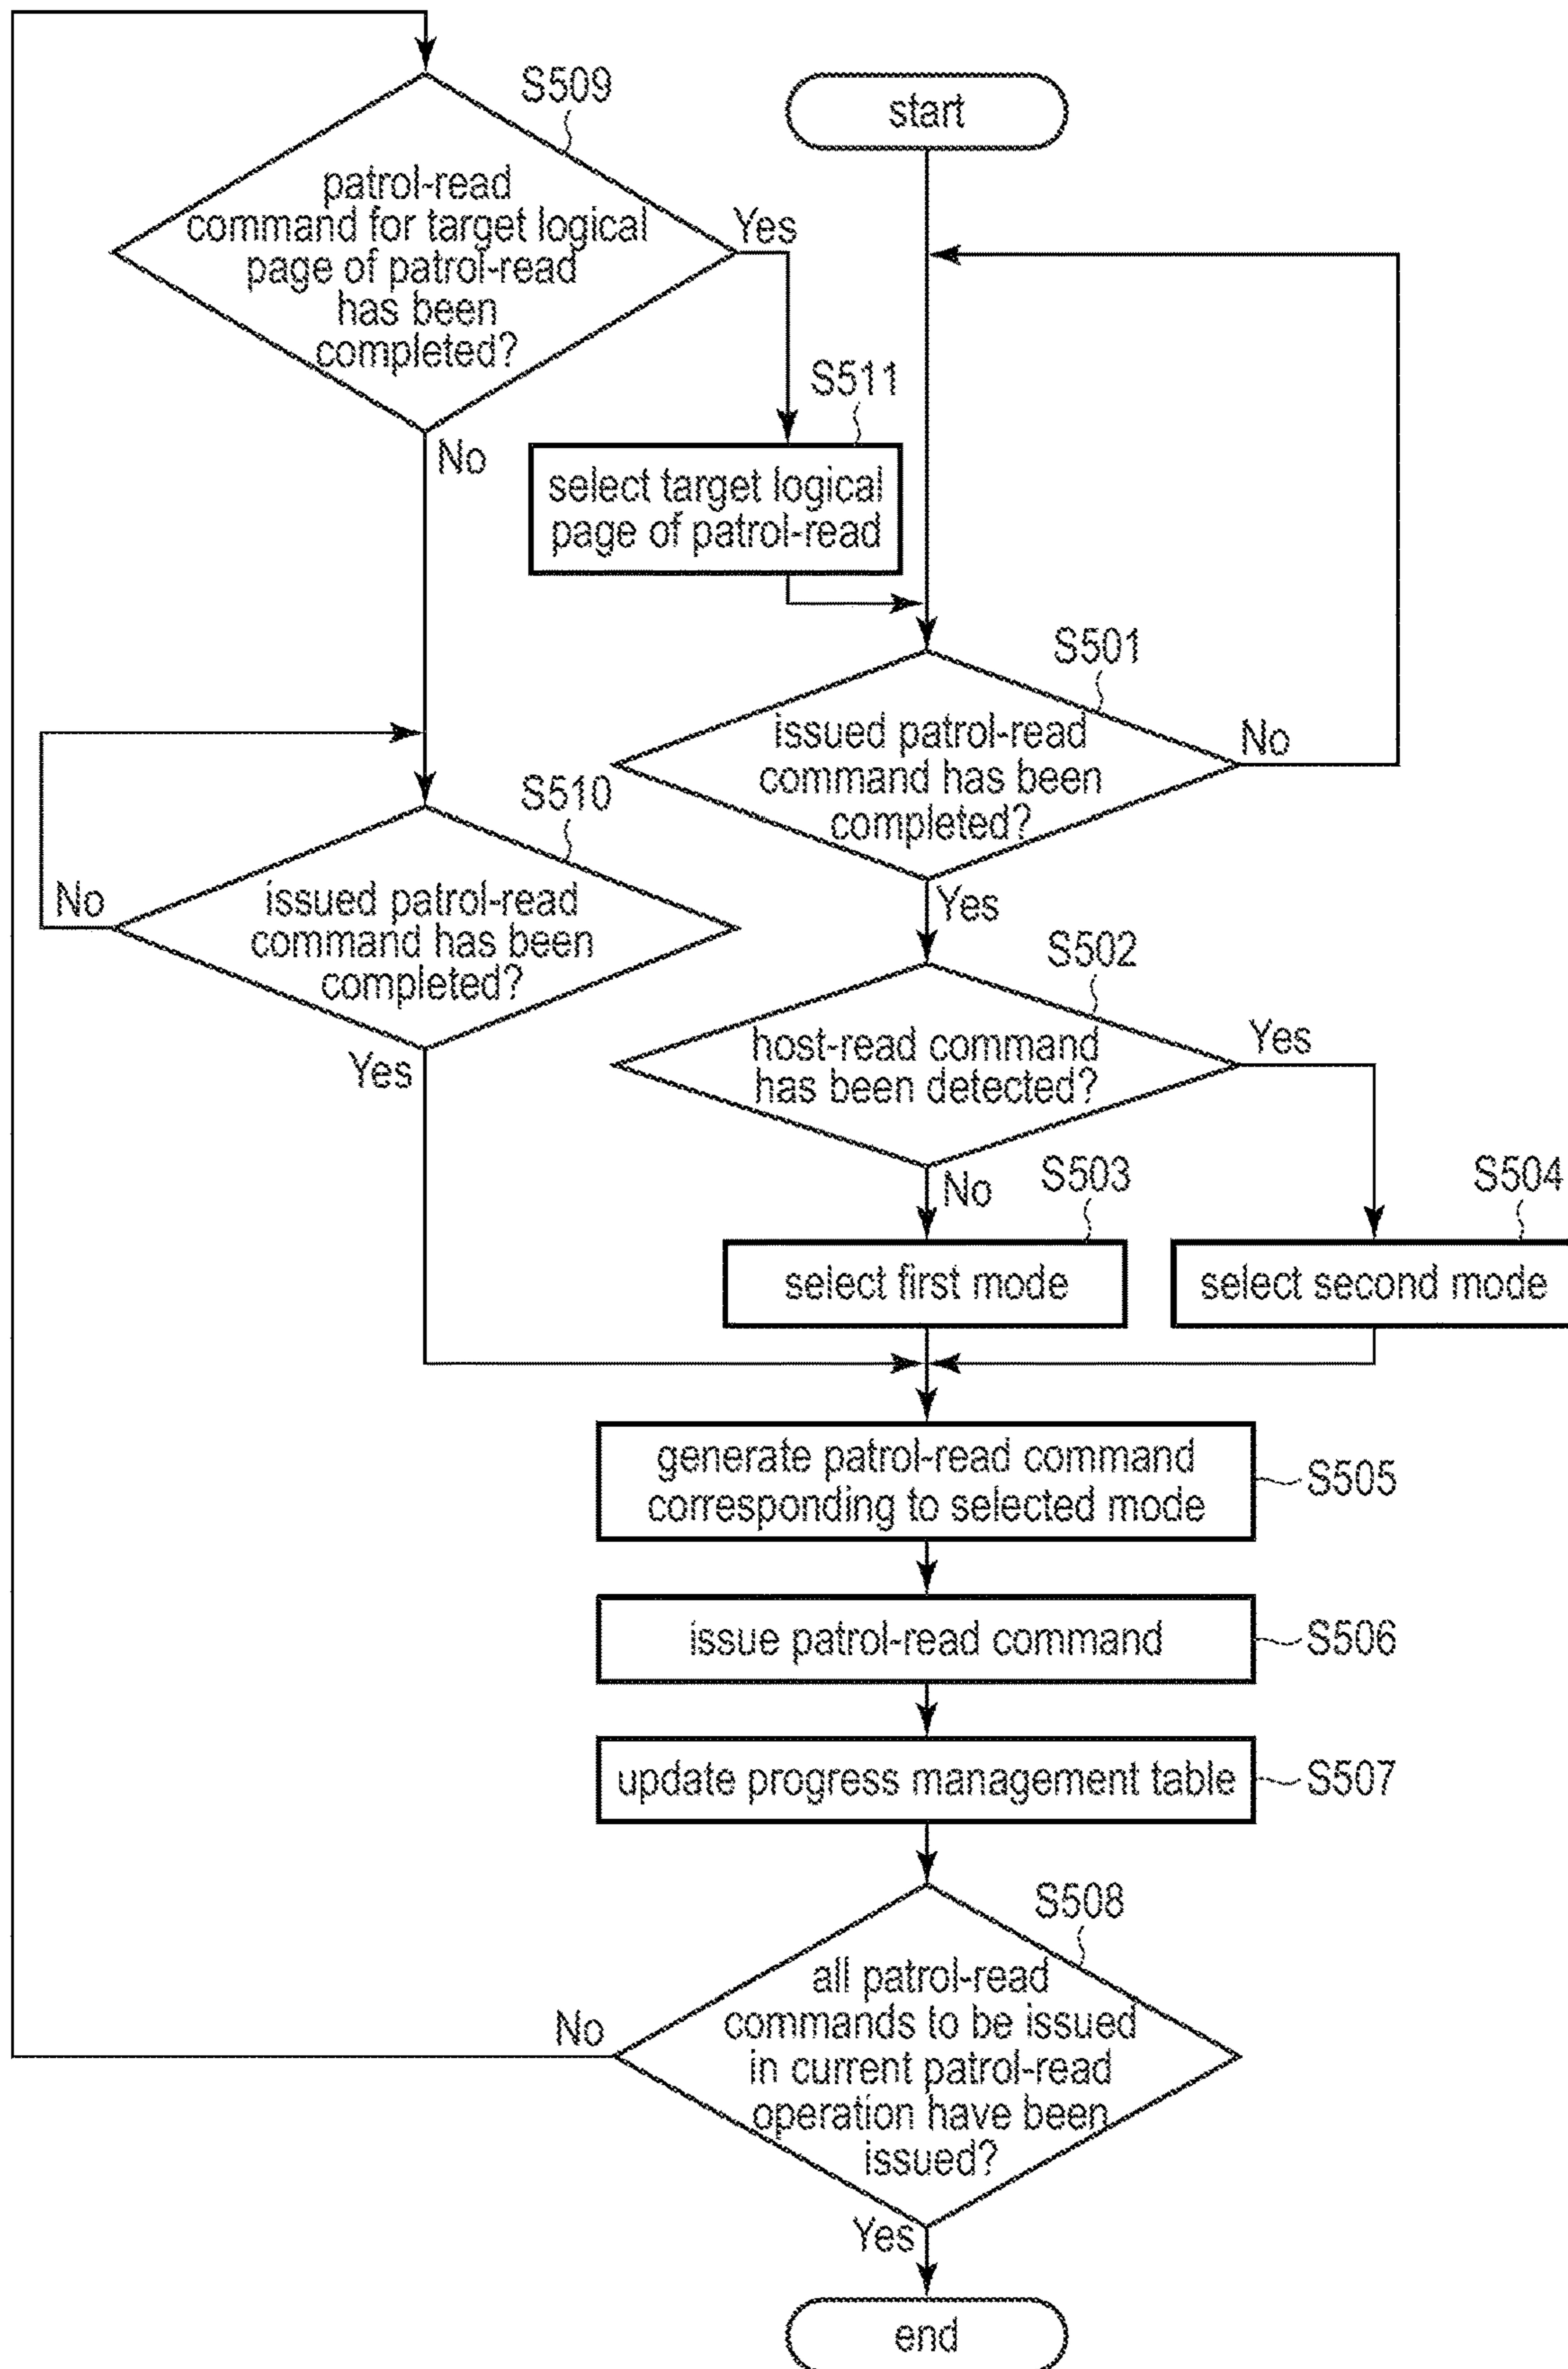 S509
start
patrol-read
command for target logical
page of patrol-read
has been
completed?
Yes
S511
No
select target logical
page of patrol-read
S501
issued patrol-read
command has been
completed?
No
S510
issued patrol-read
command has been
completed?
No
Yes
Yes
S502
host-read command
has been detected?
Yes
No
S503
S504
select first mode
select second mode
generate patrol-read command
corresponding to selected mode
S505
issue patrol-read command
S506
update progress management table
S507
S508
all patrol-read
commands to be issued
in current patrol-read
operation have been
issued?
No
Yes
end